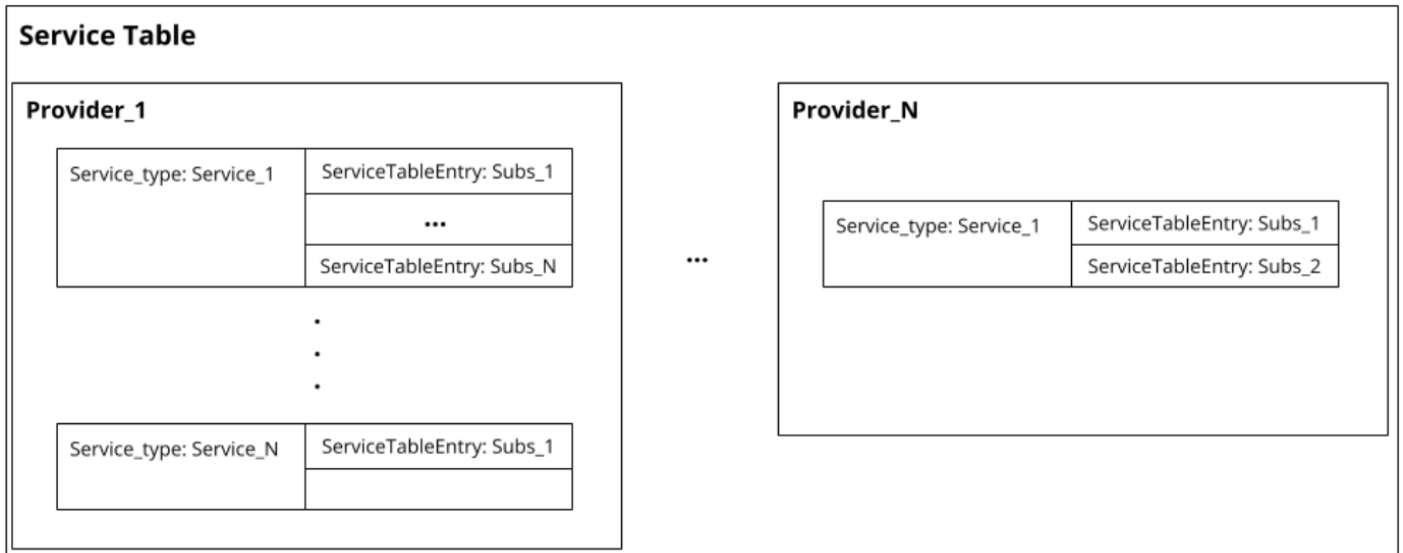 Service Table
Provider_1
Service_type: Service_1
ServiceTableEntry: Subs_1
...
ServiceTableEntry: Subs_N
.
.
.
Service_type: Service_N
ServiceTableEntry: Subs_1
...
Provider_N
Service_type: Service_1
ServiceTableEntry: Subs_1
ServiceTableEntry: Subs_2